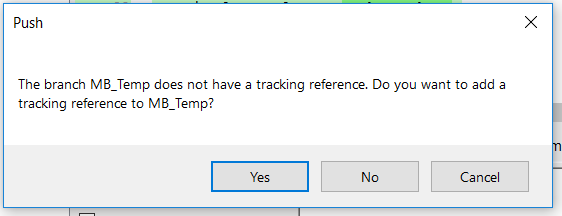 Push
The branch MB_Temp does not have a tracking reference. Do you want to add a
tracking reference to MB_Temp?
Yes
No
Cancel